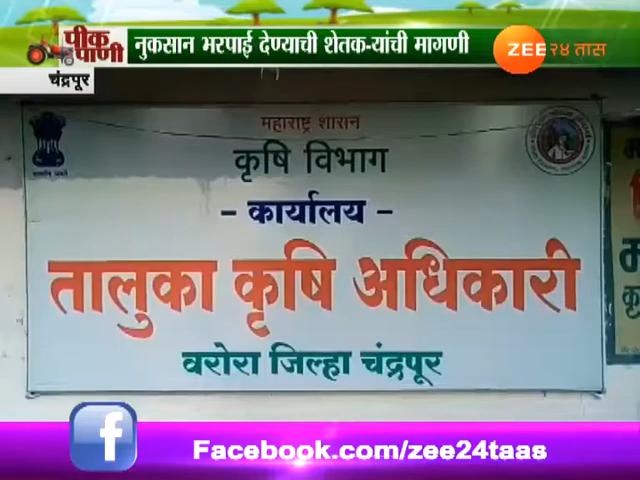 पीक पाणी
नुकसान भरपाई देण्याची शेतक-यांची मागणी
ZEE २४ तास
चंद्रपूर
महाराष्ट्र शासन
कृषि विभाग
- कार्यालय -
तालुका कृषि अधिकारी
वरोरा जिल्हा चंद्रपूर
f
Facebook.com/zee24taas